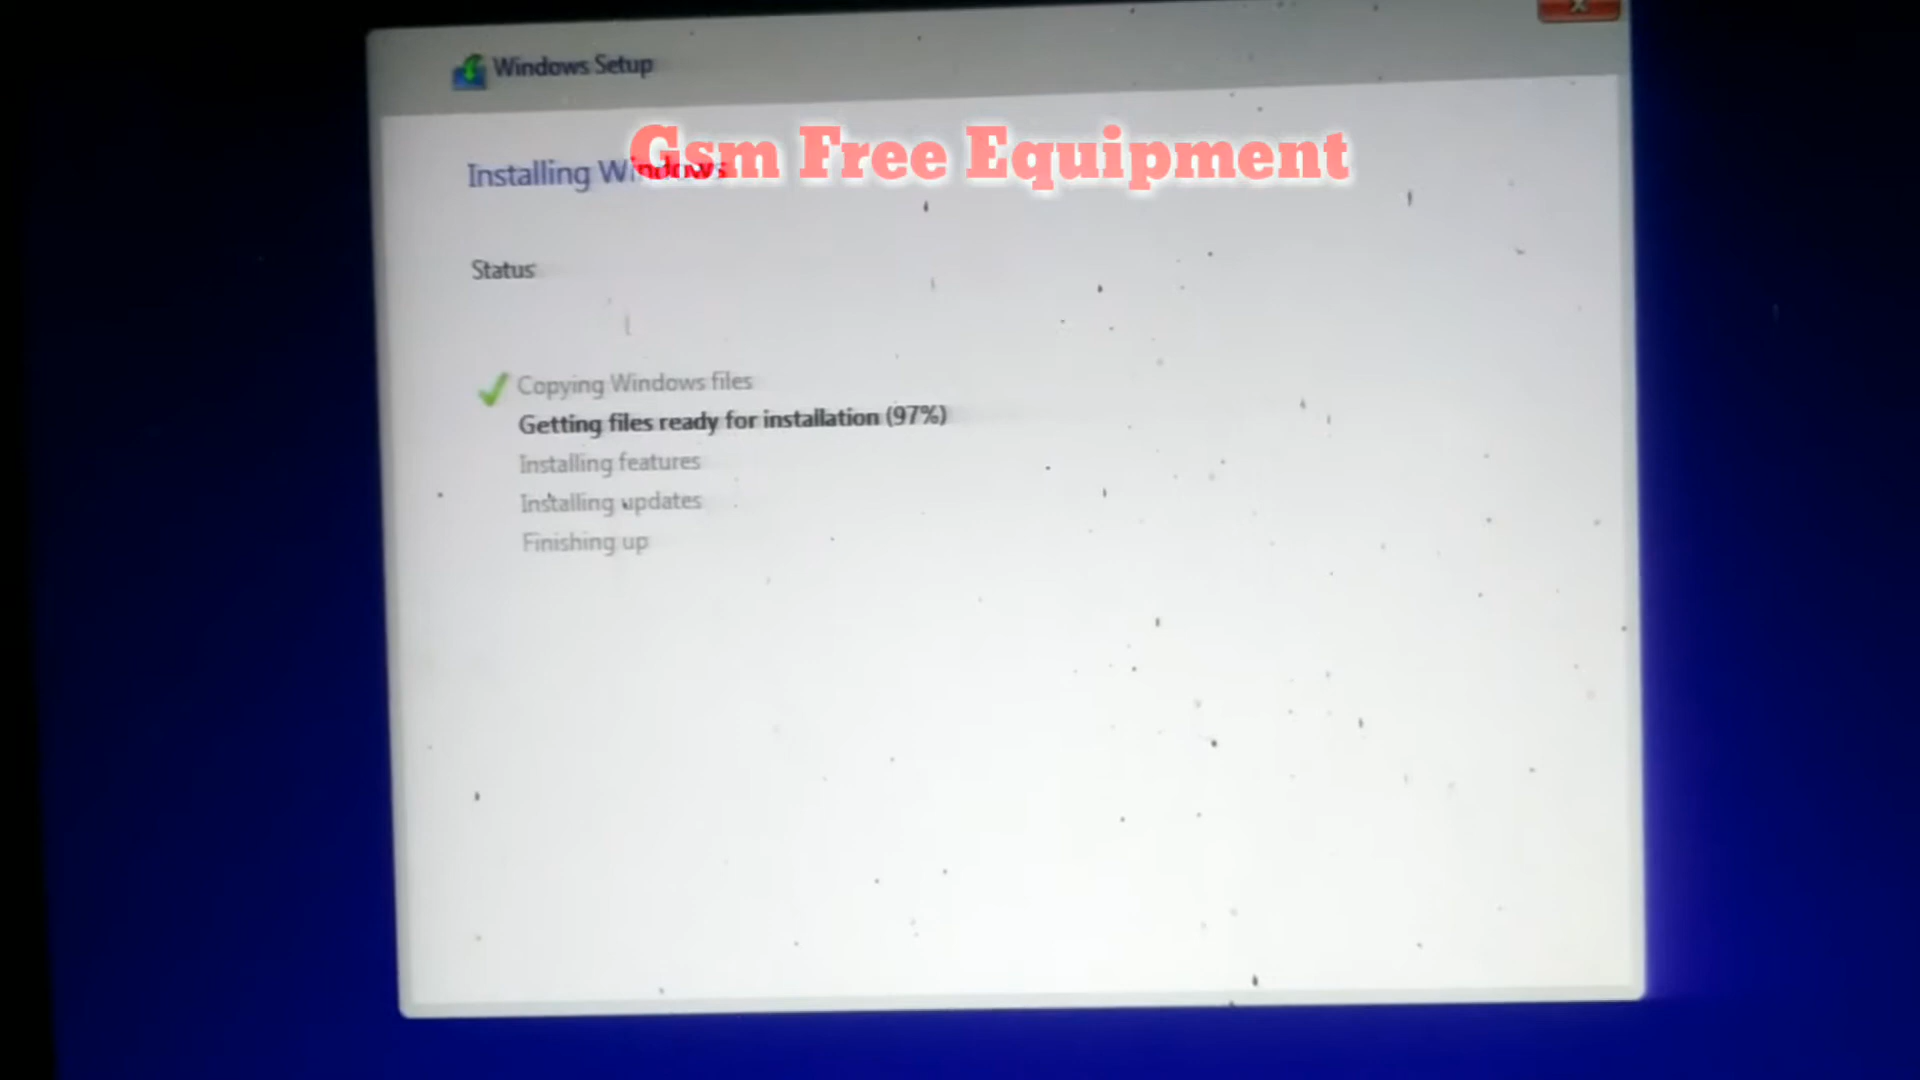 Windows Setup
Gsm Free Equipment
Installing Windows
Status
Copying Windows files
Getting files ready for installation (97%)
Installing features
Installing updates
Finishing up